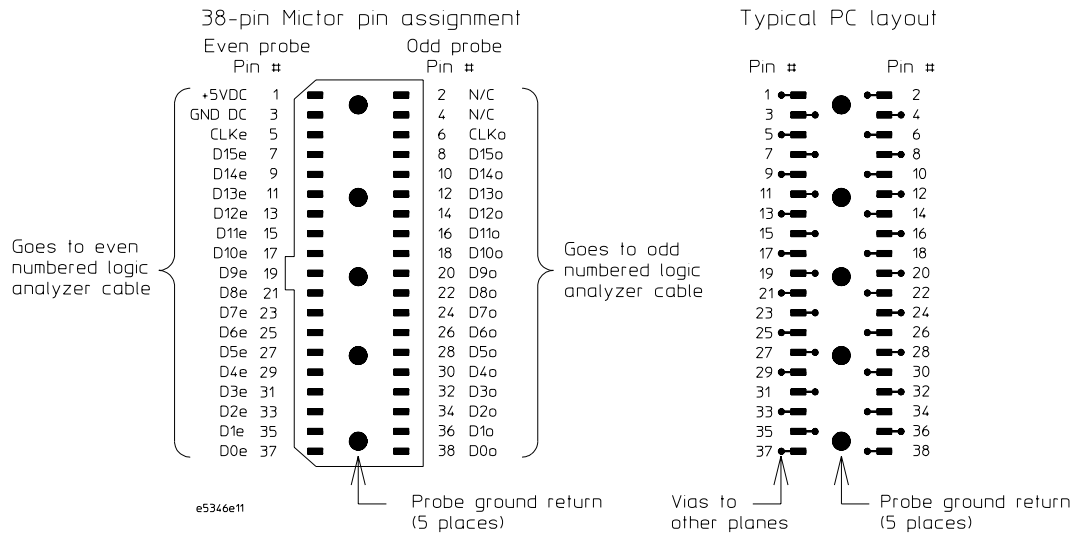 38-pin Mictor pin assignment
Even probe Odd probe
Pin # Pin #
+5VDC 1 2 N/C
GND DC 3 4 N/C
CLKe 5 6 CLKo
D15e 7 8 D15o
D14e 9 10 D14o
D13e 11 12 D13o
D12e 13 14 D12o
D11e 15 16 D11o
D10e 17 18 D10o
D9e 19 20 D9o
D8e 21 22 D8o
D7e 23 24 D7o
D6e 25 26 D6o
D5e 27 28 D5o
D4e 29 30 D4o
D3e 31 32 D3o
D2e 33 34 D2o
D1e 35 36 D1o
D0e 37 38 D0o
Goes to even
numbered logic
analyzer cable
Goes to odd
numbered logic
analyzer cable
Probe ground return
(5 places)
e5346e11
Typical PC layout
Pin # Pin #
1 2
3 4
5 6
7 8
9 10
11 12
13 14
15 16
17 18
19 20
21 22
23 24
25 26
27 28
29 30
31 32
33 34
35 36
37 38
Vias to
other planes
Probe ground return
(5 places)